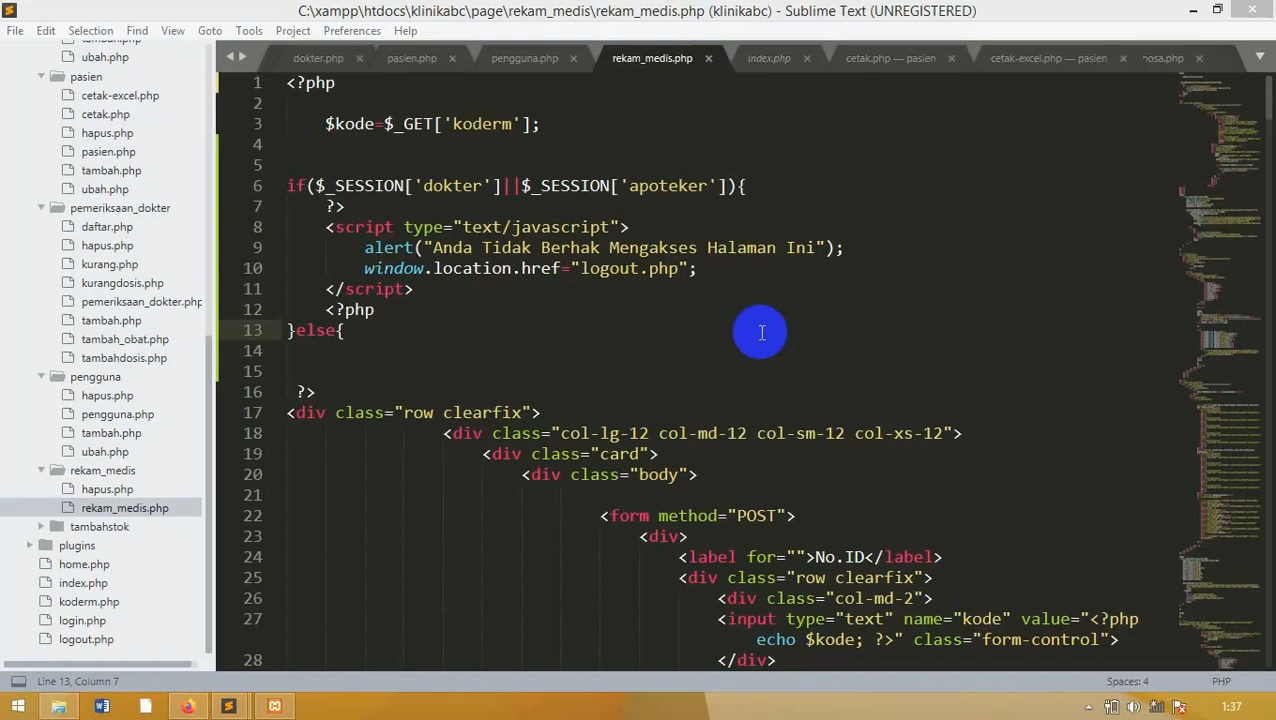 C:\xampp\htdocs\klinikabc\page\rekam_medis\rekam_medis.php (klinikabc) - Sublime Text (UNREGISTERED)
File Edit Selection Find View Goto Tools Project Preferences Help
dokter.php pasien.php pengguna.php rekam_medis.php index.php cetak.php — pasien cetak-excel.php — pasien nosa.php
tambah.php
ubah.php
pasien
cetak-excel.php
cetak.php
hapus.php
pasien.php
tambah.php
ubah.php
pemeriksaan_dokter
daftar.php
hapus.php
kurang.php
kurangdosis.php
pemeriksaan_dokter.php
tambah.php
tambah_obat.php
tambahdosis.php
pengguna
hapus.php
pengguna.php
tambah.php
ubah.php
rekam_medis
hapus.php
rekam_medis.php
tambahstok
plugins
home.php
index.php
koderm.php
login.php
logout.php
1 <?php
2
3 $kode=$_GET['koderm'];
4
5
6 if($_SESSION['dokter']||$_SESSION['apoteker']){
7 ?>
8 <script type="text/javascript">
9 alert("Anda Tidak Berhak Mengakses Halaman Ini");
10 window.location.href="logout.php";
11 </script>
12 <?php
13 }else{
14
15
16 ?>
17 <div class="row clearfix">
18 <div class="col-lg-12 col-md-12 col-sm-12 col-xs-12">
19 <div class="card">
20 <div class="body">
21
22 <form method="POST">
23 <div>
24 <label for="">No.ID</label>
25 <div class="row clearfix">
26 <div class="col-md-2">
27 <input type="text" name="kode" value="<?php
echo $kode; ?>" class="form-control">
28 </div>
Line 13, Column 7 Spaces: 4 PHP
1:37